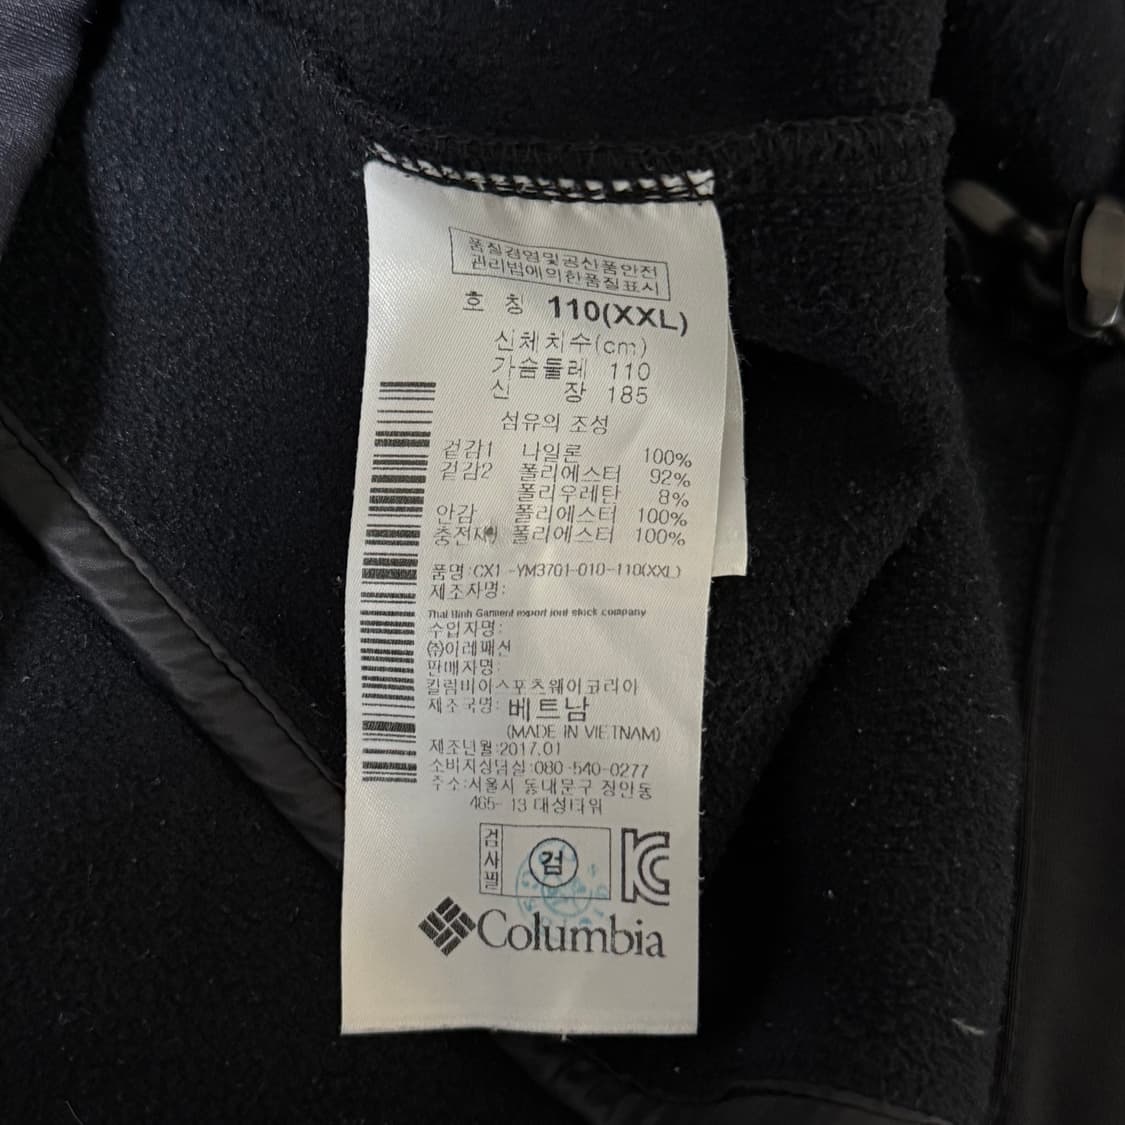 품질경영및공산품안전
관리법에의한품질표시
호 칭 110(XXL)
신체치수(cm)
가슴둘레 110
신 장 185
섬유의 조성
겉감1 나일론 100%
겉감2 폴리에스터 92%
폴리우레탄 8%
안감 폴리에스터 100%
충전재 폴리에스터 100%
품명:CX1-YM3701-010-110(XXL)
제조자명:
Thai Binh Garment export joint stock company
수입자명:
㈜이레패션
판매자명:
컬럼비아스포츠웨어코리아
제조국명: 베트남
(MADE IN VIETNAM)
제조년월:2017.01
소비자상담실:080-540-0277
주소:서울시 동대문구 장안동
465-13 대성타워
검사필
검
KC
Columbia